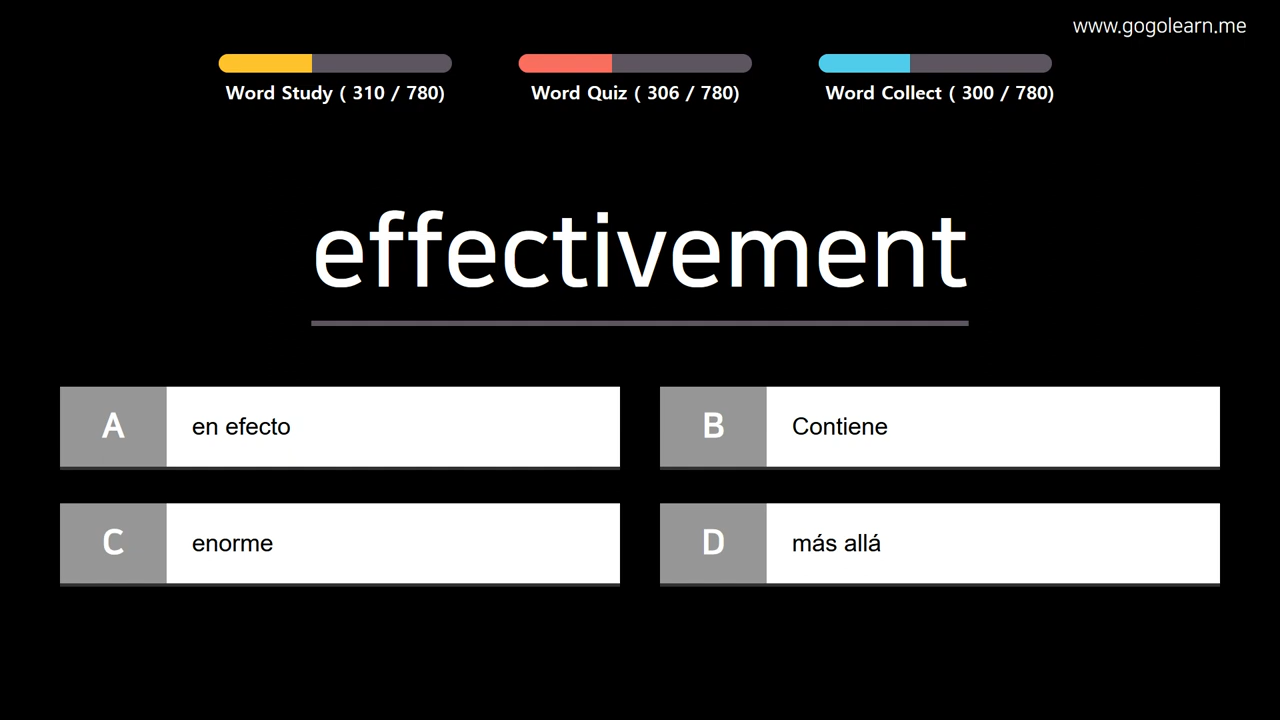 www.gogolearn.me
Word Study ( 310 / 780)
Word Quiz ( 306 / 780)
Word Collect ( 300 / 780)
effectivement
A en efecto
B Contiene
C enorme
D más allá